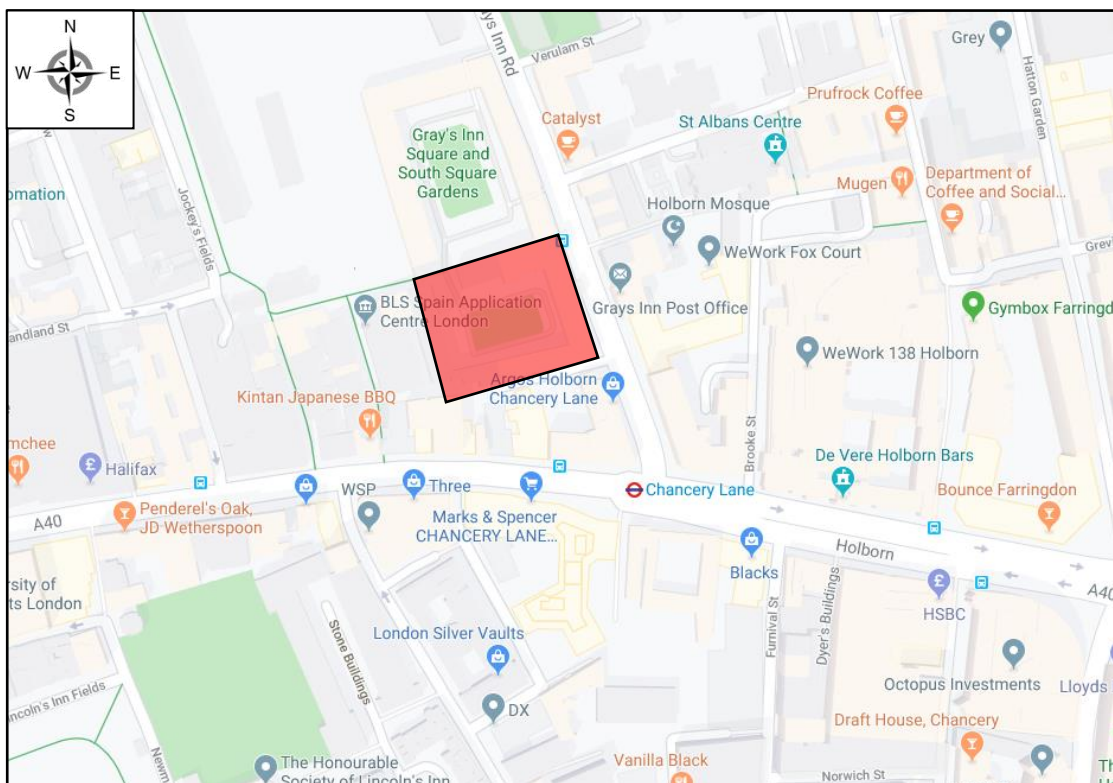 N
W E
S
Verulam St
ys Inn Rd
Grey
Hatton Garden
Catalyst
Prufrock Coffee
St Albans Centre
Gray's Inn
Square and
South Square
Gardens
Mugen
Department of
Coffee and Social...
omation
Jockey's Fields
Holborn Mosque
WeWork Fox Court
Grevi
BLS Spain Application
Centre London
Grays Inn Post Office
Gymbox Farringd
andland St
WeWork 138 Holborn
Argos Holborn
Chancery Lane
Kintan Japanese BBQ
Brooke St
mchee
Halifax
De Vere Holborn Bars
WSP
Three
Chancery Lane
Bounce Farringdon
Penderel's Oak,
JD Wetherspoon
A40
Marks & Spencer
CHANCERY LANE...
Holborn
Blacks
rsity of
ts London
HSBC
A40
Stone Buildings
London Silver Vaults
Furnival St
Dyer's Buildings
Octopus Investments
Lloyds
incoln's Inn Fields
DX
Draft House, Chancery
Newm
The Honourable
Society of Lincoln's Inn
Vanilla Black
Norwich St
Th